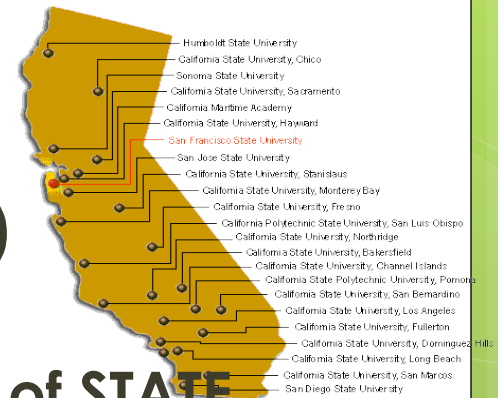 Humboldt State University
California State University, Chico
Sonoma State University
California State University, Sacramento
California Maritime Academy
California State University, Hayward
San Francisco State University
San Jose State University
California State University, Stanislaus
California State University, Monterey Bay
California State University, Fresno
California Polytechnic State University, San Luis Obispo
California State University, Northridge
California State University, Bakersfield
California State University, Channel Islands
California State Polytechnic University, Pomona
California State University, San Bernardino
California State University, Los Angeles
California State University, Fullerton
California State University, Dominguez Hills
California State University, Long Beach
California State University, San Marcos
San Diego State University
of STATE